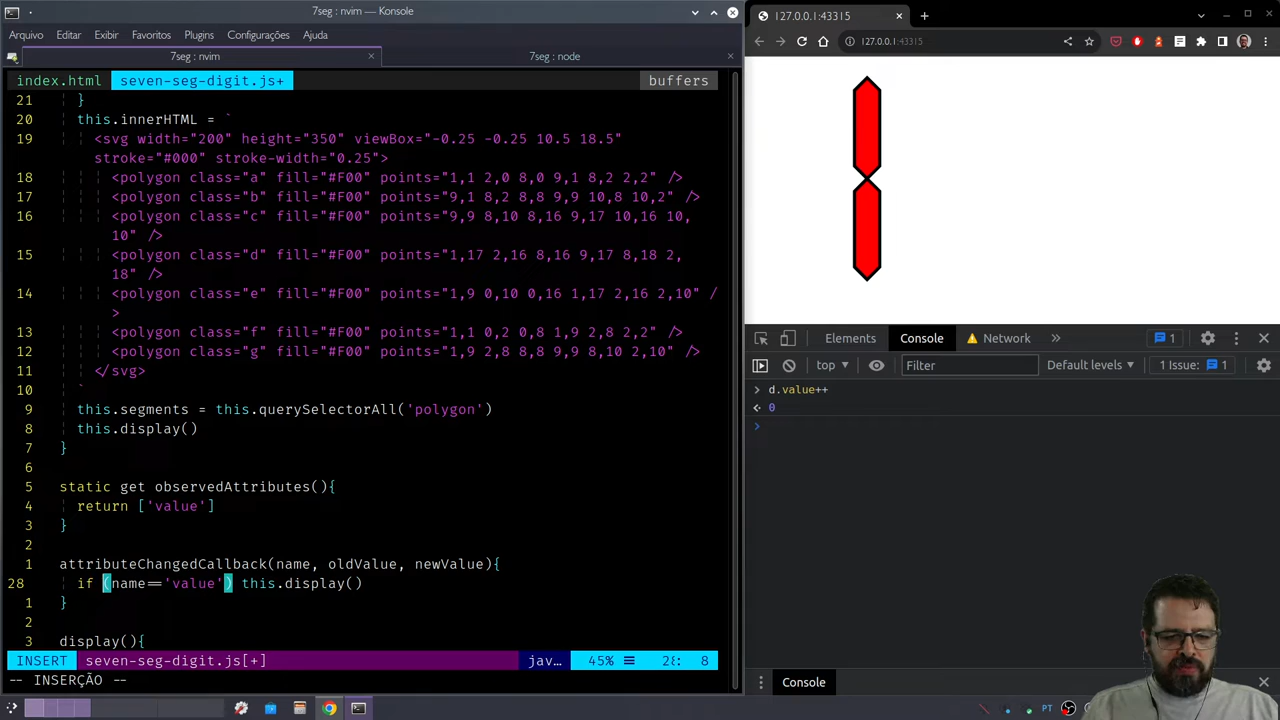 7seg : nvim — Konsole
Arquivo Editar Exibir Favoritos Plugins Configurações Ajuda
7seg : nvim
7seg : node
index.html seven-seg-digit.js+ buffers
21 }
20 this.innerHTML = `
19 <svg width="200" height="350" viewBox="-0.25 -0.25 10.5 18.5"
stroke="#000" stroke-width="0.25">
18 <polygon class="a" fill="#F00" points="1,1 2,0 8,0 9,1 8,2 2,2" />
17 <polygon class="b" fill="#F00" points="9,1 8,2 8,8 9,9 10,8 10,2" />
16 <polygon class="c" fill="#F00" points="9,9 8,10 8,16 9,17 10,16 10,
10" />
15 <polygon class="d" fill="#F00" points="1,17 2,16 8,16 9,17 8,18 2,
18" />
14 <polygon class="e" fill="#F00" points="1,9 0,10 0,16 1,17 2,16 2,10" /
>
13 <polygon class="f" fill="#F00" points="1,1 0,2 0,8 1,9 2,8 2,2" />
12 <polygon class="g" fill="#F00" points="1,9 2,8 8,8 9,9 8,10 2,10" />
11 </svg>
10 `
9 this.segments = this.querySelectorAll('polygon')
8 this.display()
7 }
6
5 static get observedAttributes(){
4 return ['value']
3 }
2
1 attributeChangedCallback(name, oldValue, newValue){
28 if (name=='value') this.display()
1 }
2
3 display(){
INSERT seven-seg-digit.js[+] jav… 45% 28: 8
-- INSERÇÃO --
127.0.0.1:43315
127.0.0.1:43315
Elements Console Network 1
top Filter Default levels 1 Issue: 1
d.value++
0
Console
PT